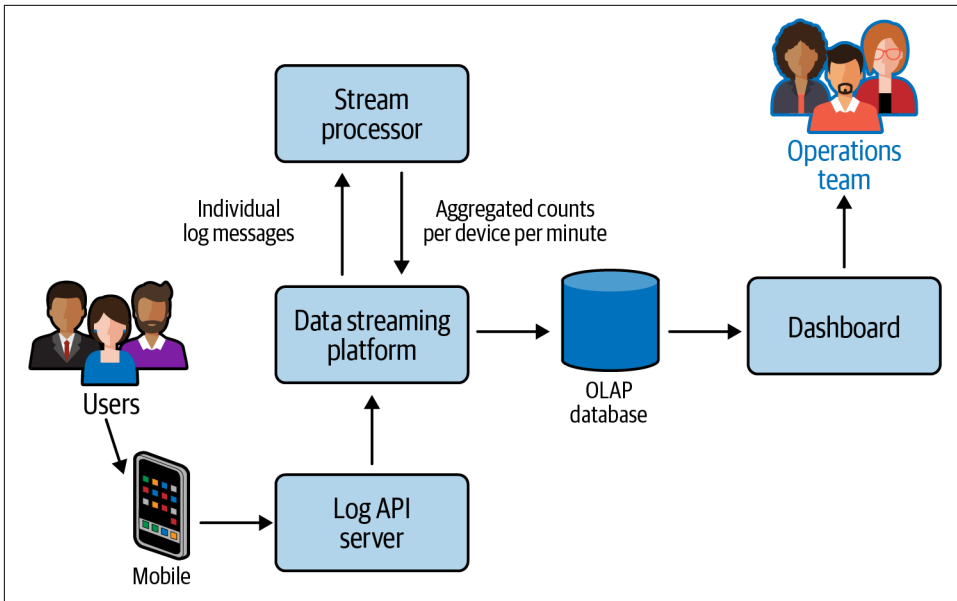 Stream
processor
Operations
team
Individual
log messages
Aggregated counts
per device per minute
Users
Data streaming
platform
OLAP
database
Dashboard
Mobile
Log API
server